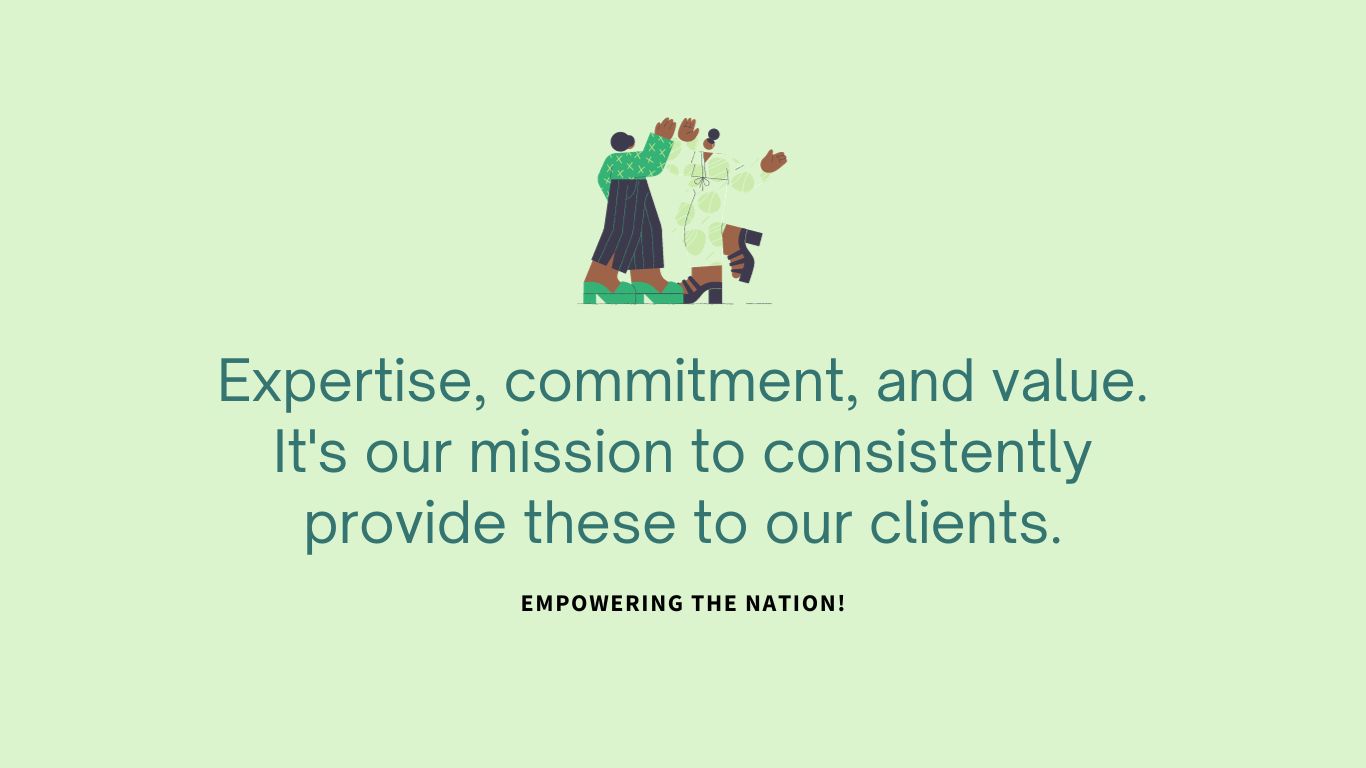 Expertise, commitment, and value.
It's our mission to consistently
provide these to our clients.
EMPOWERING THE NATION!